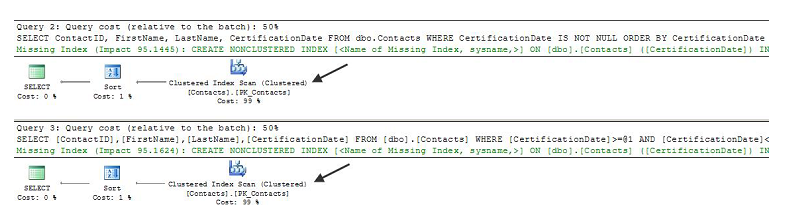 Query 2: Query cost (relative to the batch): 50%
SELECT ContactID, FirstName, LastName, CertificationDate FROM dbo.Contacts WHERE CertificationDate IS NOT NULL ORDER BY CertificationDate
Missing Index (Impact 95.1445): CREATE NONCLUSTERED INDEX [<Name of Missing Index, sysname,>] ON [dbo].[Contacts] ([CertificationDate]) IN
SELECT
Cost: 0 %
Sort
Cost: 1 %
Clustered Index Scan (Clustered)
[Contacts].[PK_Contacts]
Cost: 99 %
Query 3: Query cost (relative to the batch): 50%
SELECT [ContactID],[FirstName],[LastName],[CertificationDate] FROM [dbo].[Contacts] WHERE [CertificationDate]>=@1 AND [CertificationDate]<
Missing Index (Impact 95.1624): CREATE NONCLUSTERED INDEX [<Name of Missing Index, sysname,>] ON [dbo].[Contacts] ([CertificationDate]) IN
SELECT
Cost: 0 %
Sort
Cost: 1 %
Clustered Index Scan (Clustered)
[Contacts].[PK_Contacts]
Cost: 99 %